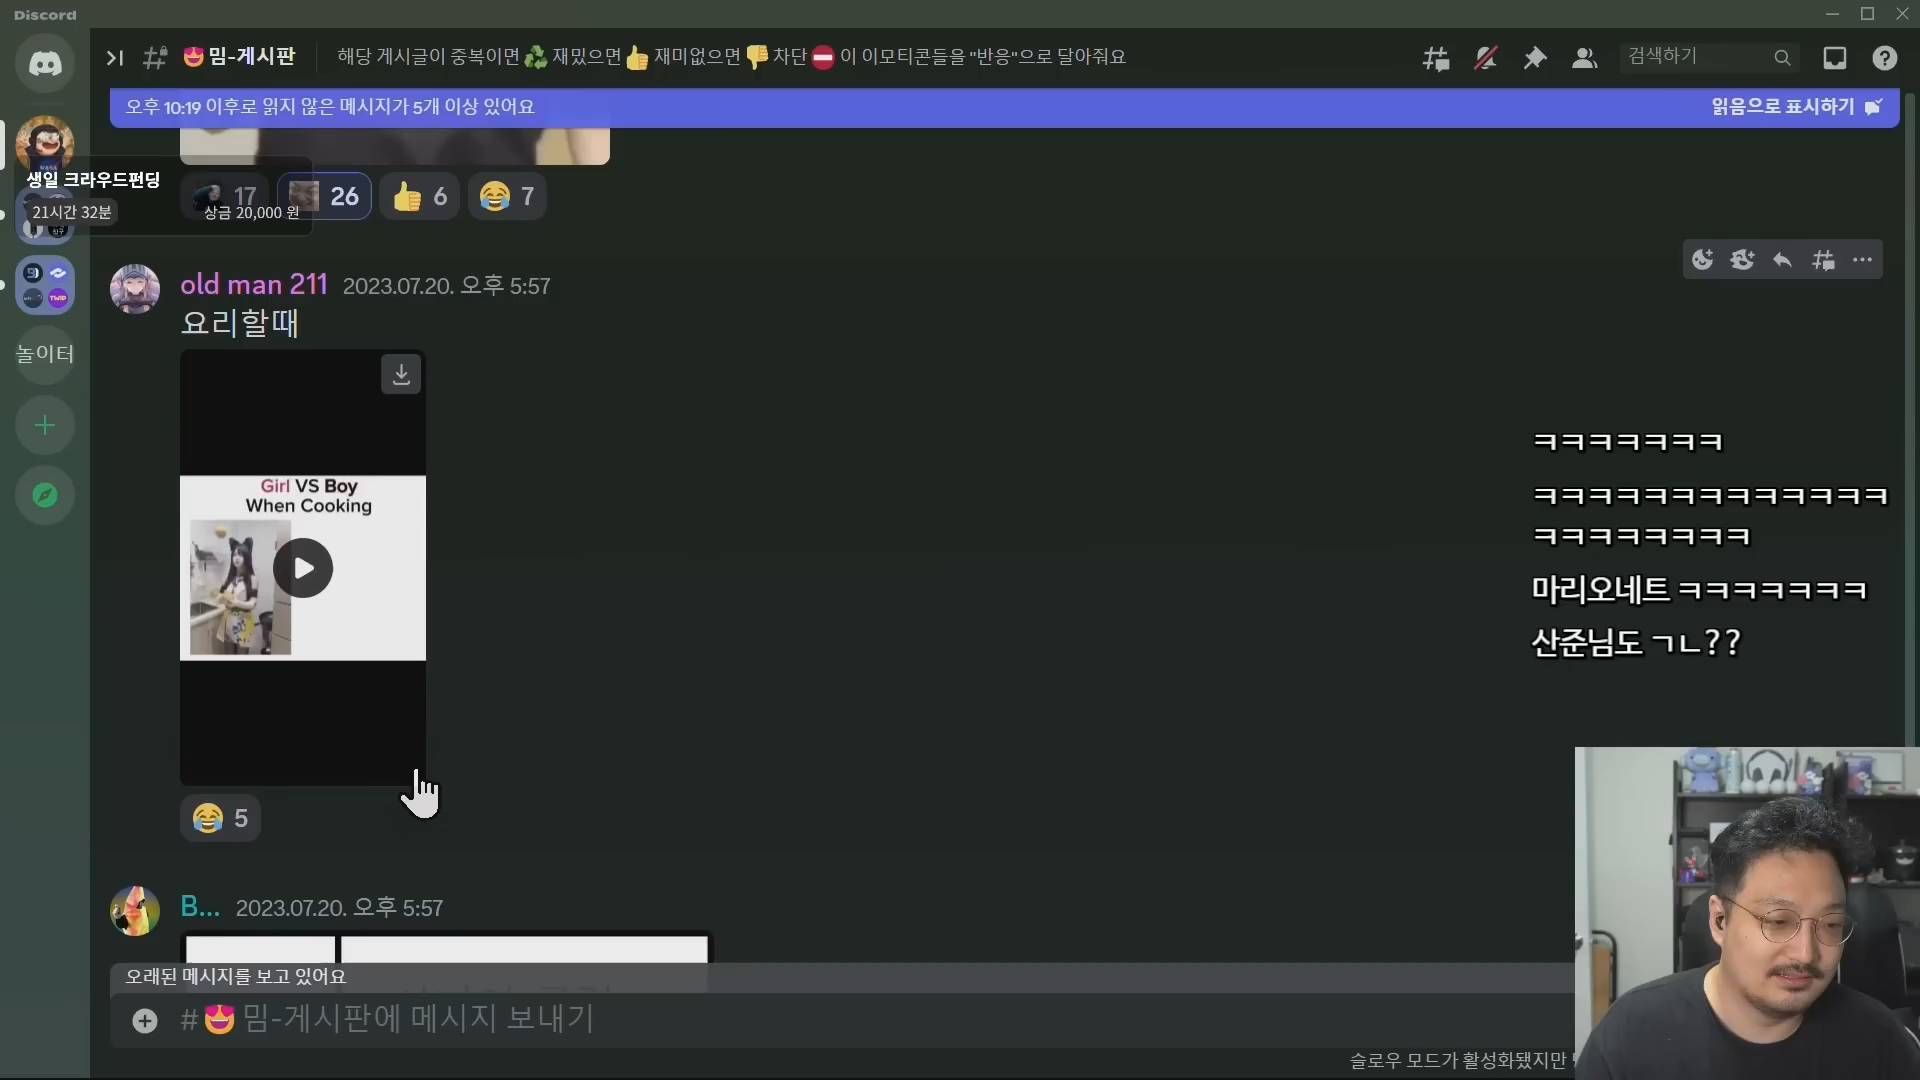 Discord
😍밈-게시판
해당 게시글이 중복이면♻️재밌으면👍재미없으면👎차단⛔이 이모티콘들을 "반응"으로 달아줘요
검색하기
오후 10:19 이후로 읽지 않은 메시지가 5개 이상 있어요
읽음으로 표시하기
생일 크라우드펀딩
21시간 32분
상금 20,000 원
17
26
6
7
old man 211 2023.07.20. 오후 5:57
요리할때
놀이터
TWIP
Girl VS Boy
When Cooking
ㅋㅋㅋㅋㅋㅋㅋ
ㅋㅋㅋㅋㅋㅋㅋㅋㅋㅋㅋㅋㅋ
ㅋㅋㅋㅋㅋㅋㅋㅋ
마리오네트 ㅋㅋㅋㅋㅋㅋㅋ
산준님도 ㄱㄴ??
5
B... 2023.07.20. 오후 5:57
오래된 메시지를 보고 있어요
#😍밈-게시판에 메시지 보내기
슬로우 모드가 활성화됐지만